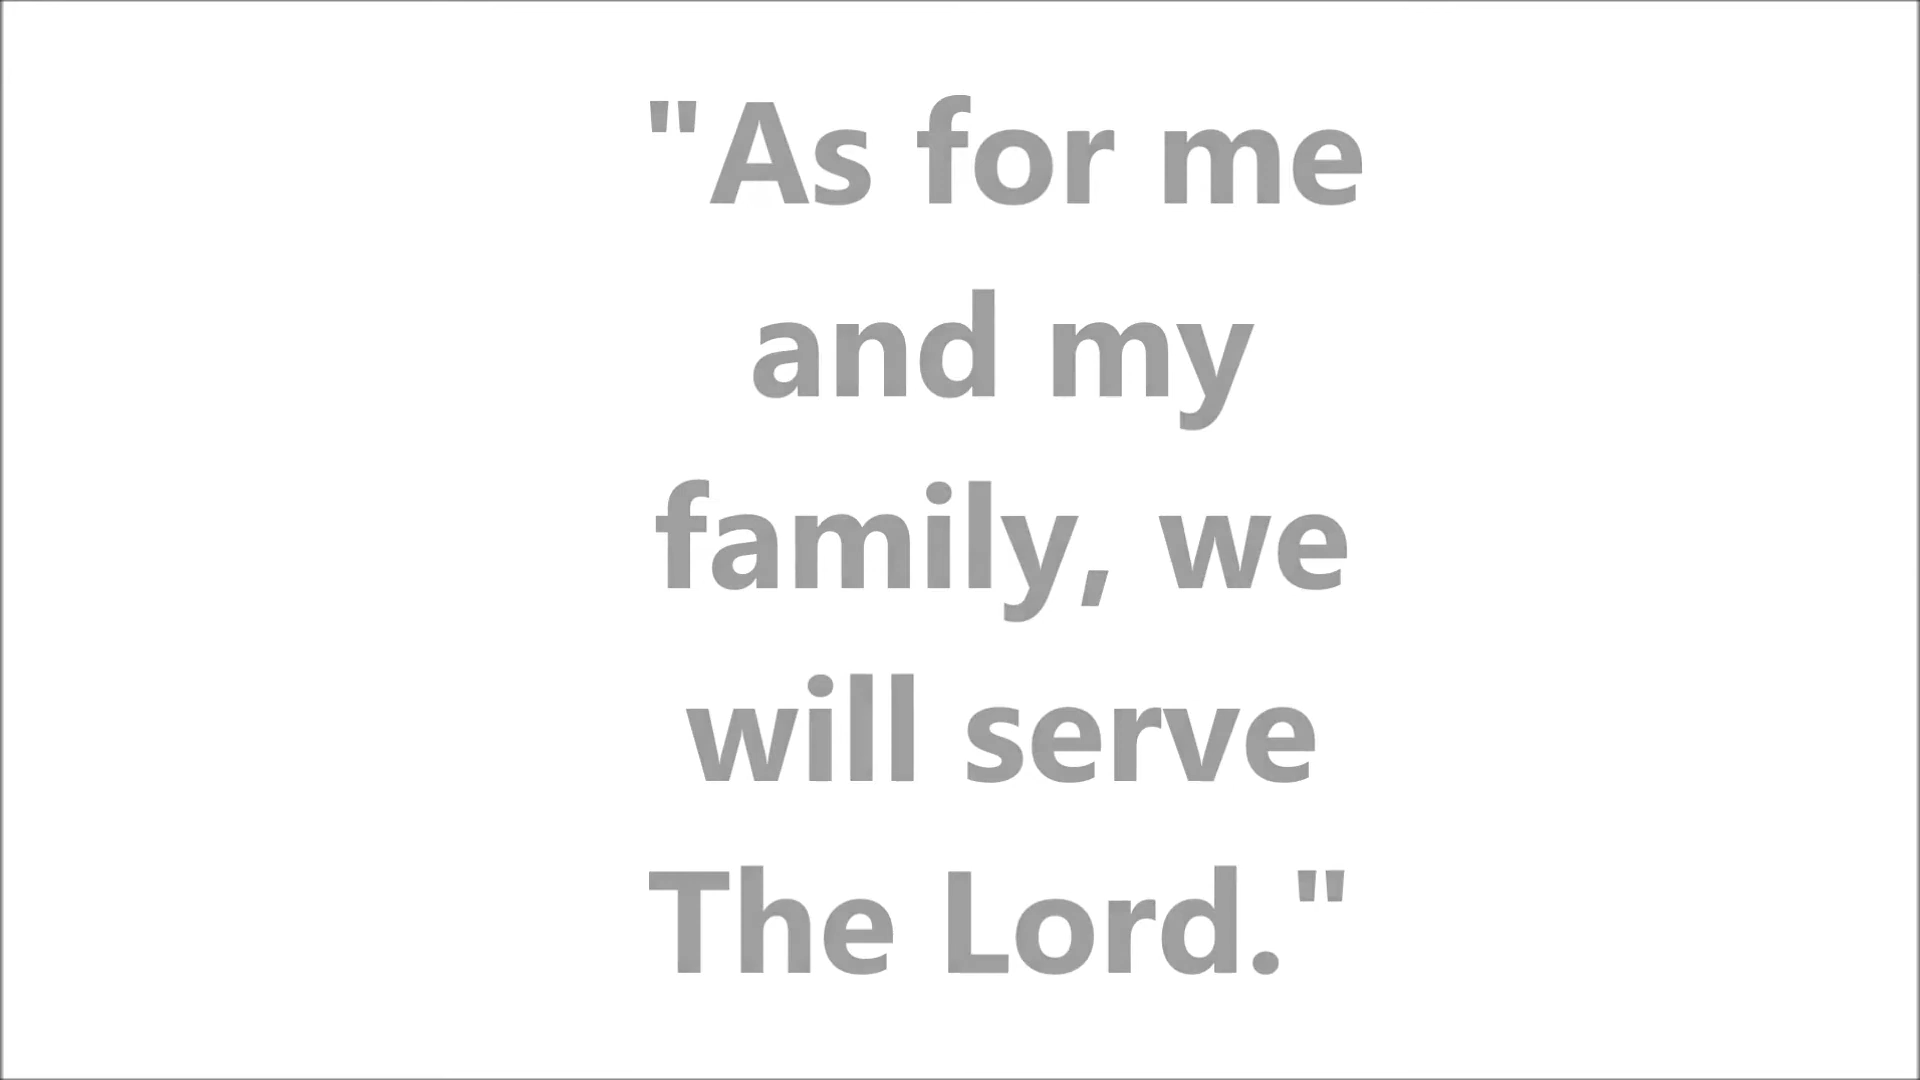 "As for me
and my
family, we
will serve
The Lord."